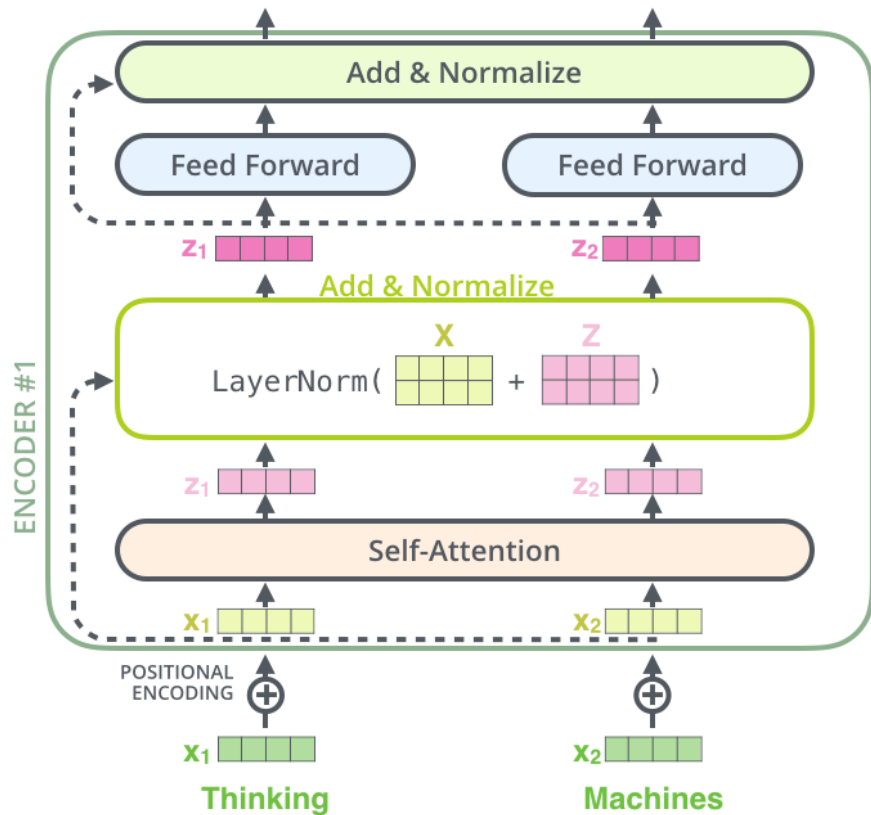 Add & Normalize
Feed Forward Feed Forward
z1 z2
Add & Normalize
X Z
LayerNorm( + )
ENCODER #1
z1 z2
Self-Attention
x1 x2
POSITIONAL
ENCODING
x1 x2
Thinking Machines